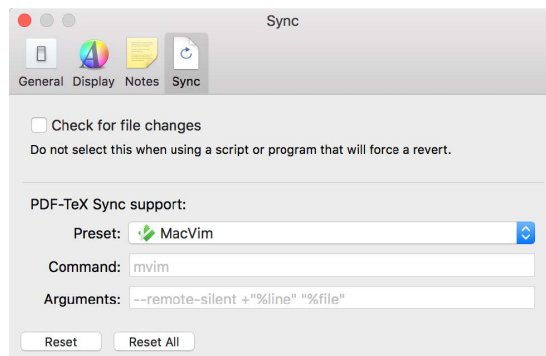 Sync
General Display Notes Sync
Check for file changes
Do not select this when using a script or program that will force a revert.
PDF-TeX Sync support:
Preset: MacVim
Command: mvim
Arguments: --remote-silent +"%line" "%file"
Reset Reset All